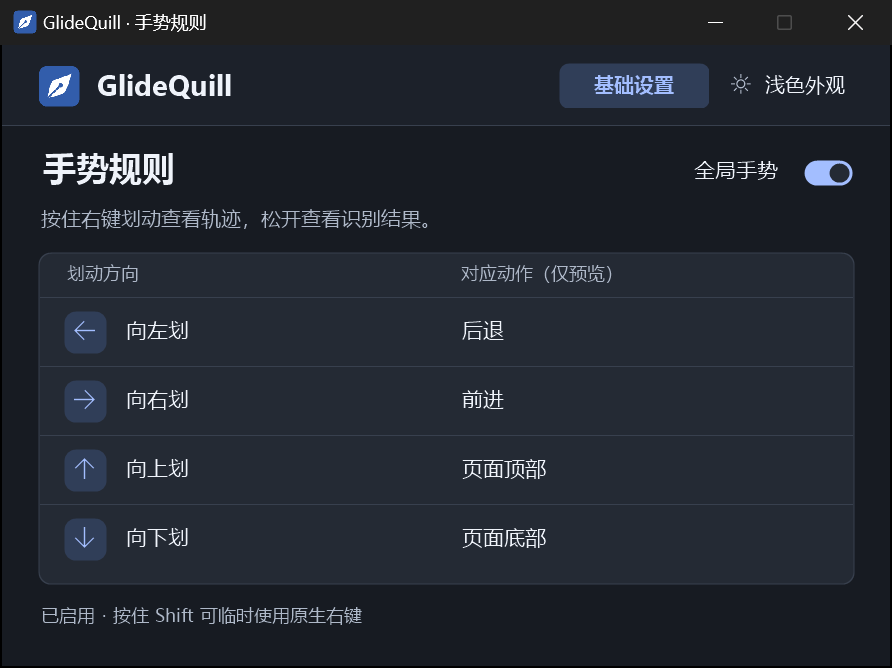 GlideQuill · 手势规则
GlideQuill
基础设置
浅色外观
手势规则
全局手势
按住右键划动查看轨迹，松开查看识别结果。
划动方向 对应动作（仅预览）
向左划 后退
向右划 前进
向上划 页面顶部
向下划 页面底部
已启用 · 按住 Shift 可临时使用原生右键